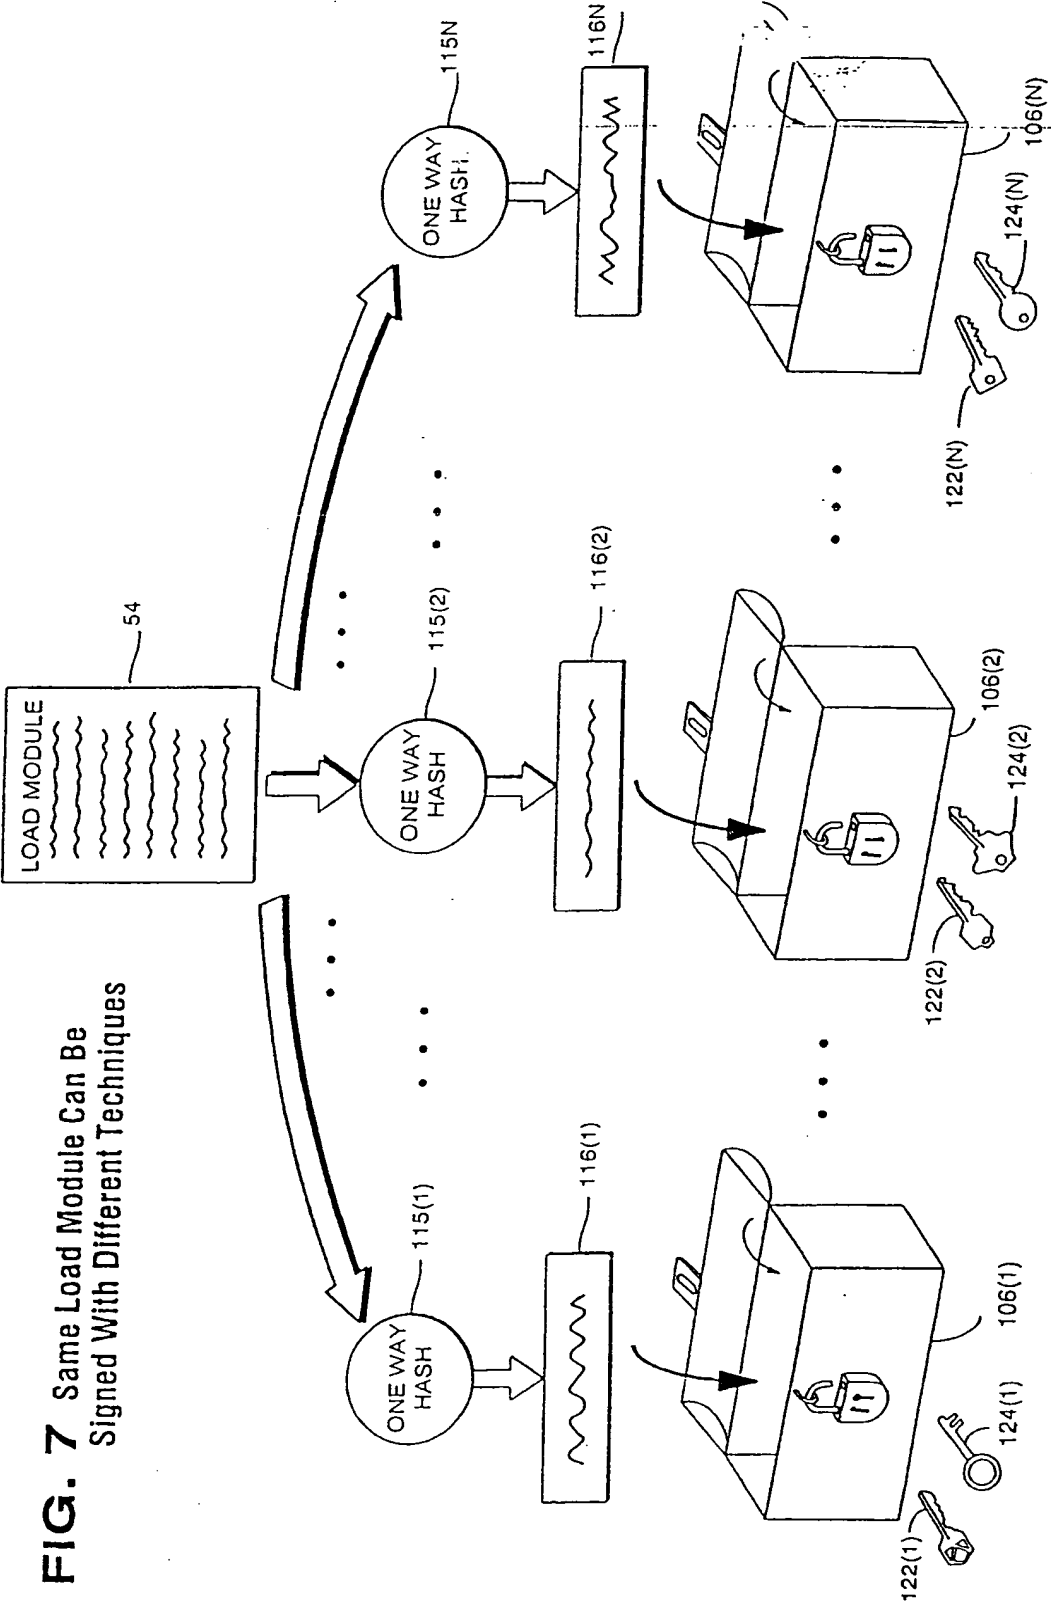 FIG. 7 Same Load Module Can Be
Signed With Different Techniques
LOAD MODULE
54
ONE WAY
HASH
115(1)
ONE WAY
HASH
115(2)
ONE WAY
HASH
115N
116(1)
116(2)
116N
106(1)
106(2)
106(N)
122(1)
124(1)
122(2)
124(2)
122(N)
124(N)